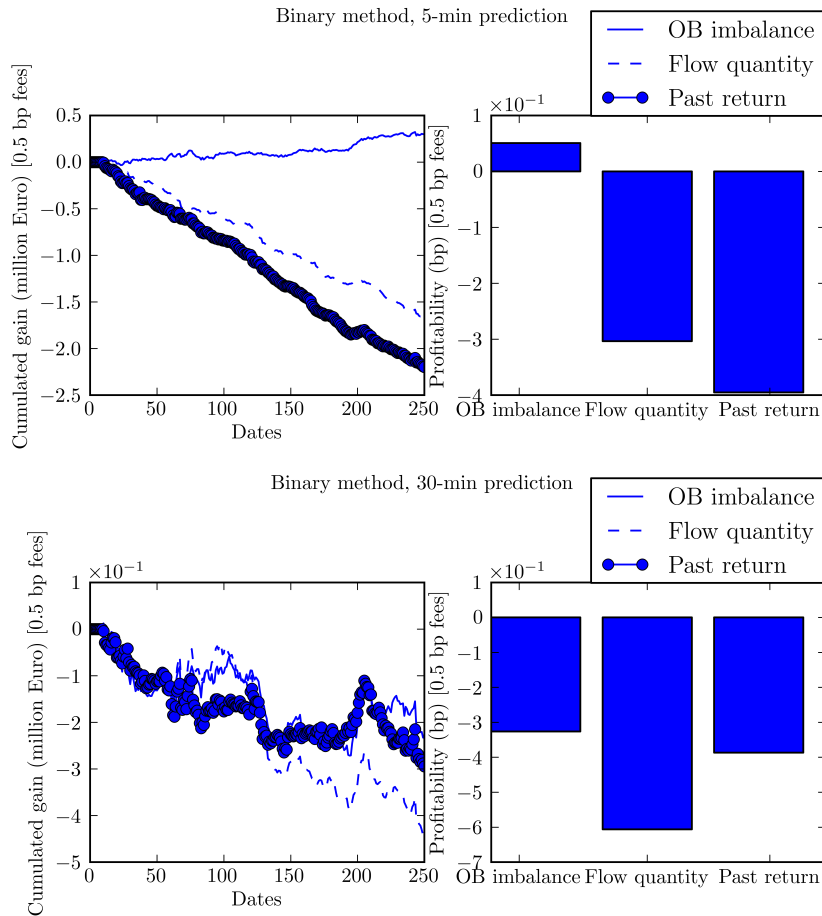 Binary method, 5-min prediction
OB imbalance
Flow quantity
Past return
Cumulated gain (million Euro) [0.5 bp fees]
0.5
0.0
−0.5
−1.0
−1.5
−2.0
−2.5
0 50 100 150 200 250
Dates
Profitability (bp) [0.5 bp fees]
×10−1
1
0
−1
−2
−3
−4
OB imbalance Flow quantity Past return
Binary method, 30-min prediction
OB imbalance
Flow quantity
Past return
Cumulated gain (million Euro) [0.5 bp fees]
×10−1
1
0
−1
−2
−3
−4
−5
0 50 100 150 200 250
Dates
Profitability (bp) [0.5 bp fees]
×10−1
1
0
−1
−2
−3
−4
−5
−6
−7
OB imbalance Flow quantity Past return